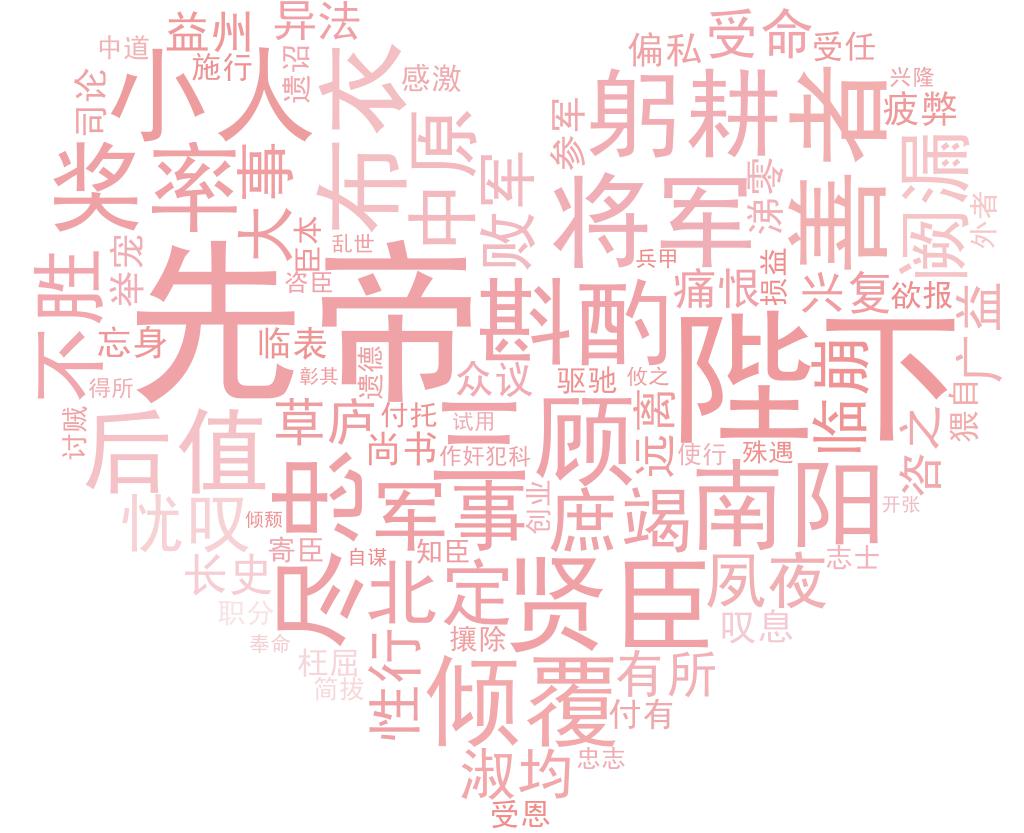 中道
益州
异法
受命
偏私
受任
小人
施行
遗诏
布衣
感激
兴隆
司论
躬耕
善者
疲弊
奖率
事大
中原
参军
败军
将军
涕零
阙漏
外者
臣本
乱世
兵甲
不胜
举宠
先帝
咨臣
斟酌
痛恨
损益
兴复
欲报
广益
忘身
临表
遗德
彰其
众议
驱驰
攸之
陛下
临崩
猥自
得所
草庐
付托
试用
三顾
远离
咨之
讨贼
后值
尚书
作奸犯科
使行
殊遇
忧叹
倾颓
尽忠
军事
创业
庶竭
南阳
开张
长史
寄臣
自谋
知臣
北定
贤臣
夙夜
志士
职分
奉命
枉屈
简拔
性行
攘除
倾覆
有所
付有
叹息
淑均
忠志
受恩